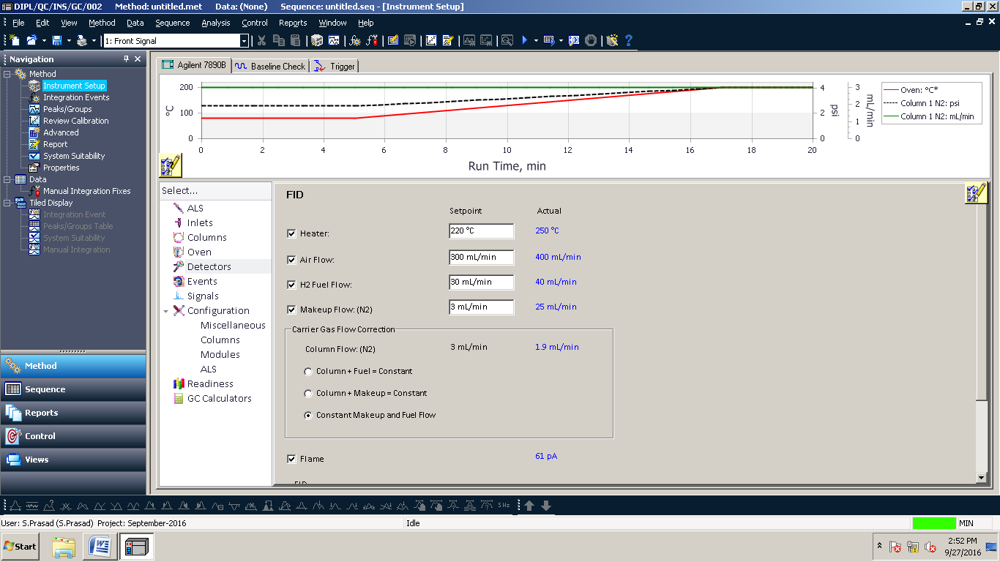 DIPL/QC/INS/GC/002 Method: untitled.met Data: (None) Sequence: untitled.seq - [Instrument Setup]
File Edit View Method Data Sequence Analysis Control Reports Window Help
1: Front Signal
Navigation
Method
Instrument Setup
Integration Events
Peaks/Groups
Review Calibration
Advanced
Report
System Suitability
Properties
Data
Manual Integration Fixes
Tiled Display
Integration Event
Peaks/Groups Table
System Suitability
Manual Integration
Method
Sequence
Reports
Control
Views
Agilent 7890B Baseline Check Trigger
200
100
0
°C
0 2 4 6 8 10 12 14 16 18 20
Run Time, min
4
2
0
psi
3
2
1
0
mL/min
Oven: °C*
Column 1 N2: psi
Column 1 N2: mL/min
Select...
ALS
Inlets
Columns
Oven
Detectors
Events
Signals
Configuration
Miscellaneous
Columns
Modules
ALS
Readiness
GC Calculators
FID
Setpoint Actual
Heater: 220 °C 250 °C
Air Flow: 300 mL/min 400 mL/min
H2 Fuel Flow: 30 mL/min 40 mL/min
Makeup Flow: (N2) 3 mL/min 25 mL/min
Carrier Gas Flow Correction
Column Flow: (N2) 3 mL/min 1.9 mL/min
Column + Fuel = Constant
Column + Makeup = Constant
Constant Makeup and Fuel Flow
Flame 61 pA
FID
5 Hz
User: S.Prasad (S.Prasad) Project: September-2016 Idle MIN
Start
2:52 PM
9/27/2016